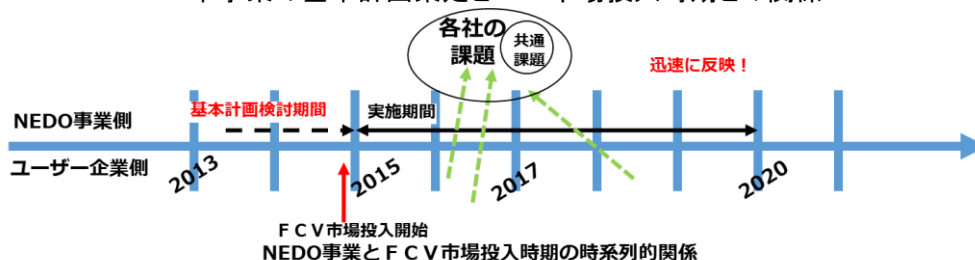 各社の
課題
共通
課題
迅速に反映！
基本計画検討期間
実施期間
NEDO事業側
ユーザー企業側
2013
2015
2017
2020
ＦＣＶ市場投入開始
NEDO事業とＦＣＶ市場投入時期の時系列的関係